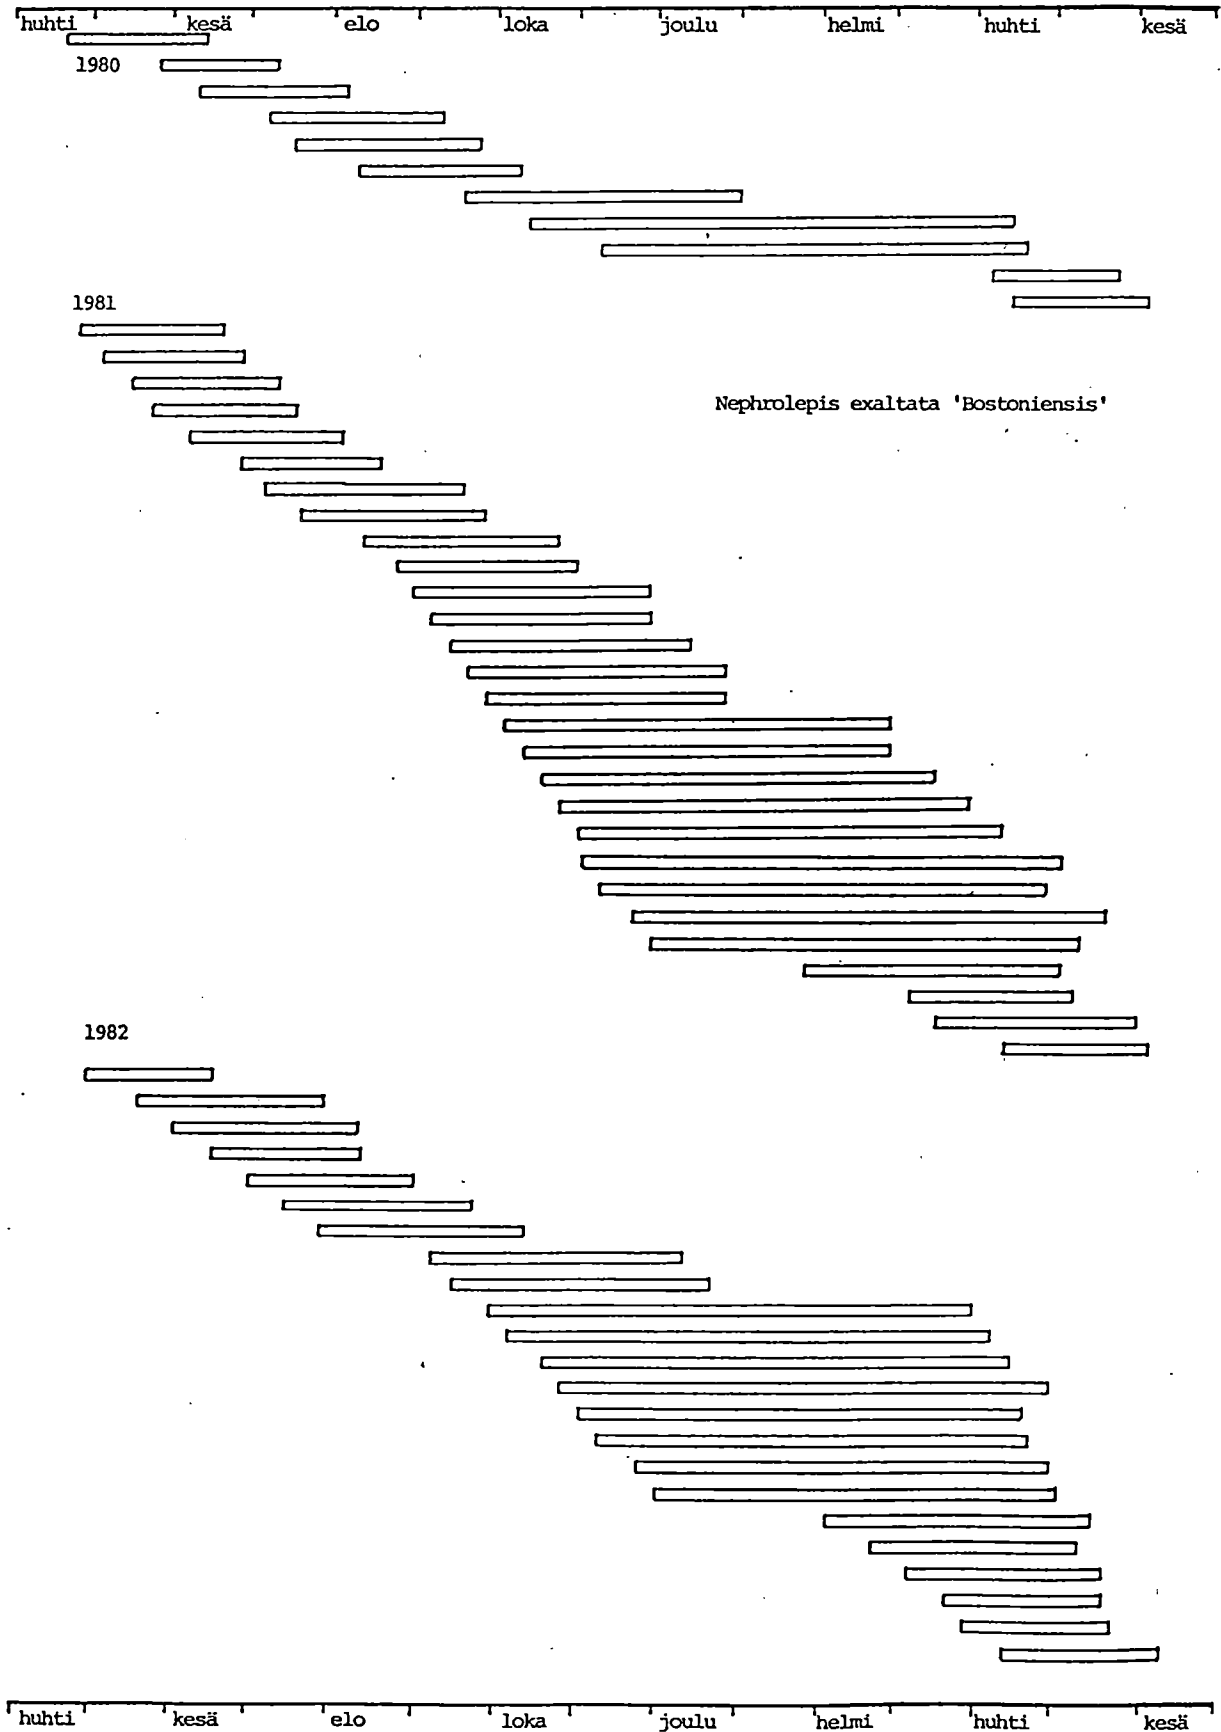 huhti kesä elo loka joulu helmi huhti kesä
1980
1981
Nephrolepis exaltata 'Bostoniensis'
1982
huhti kesä elo loka joulu helmi huhti kesä